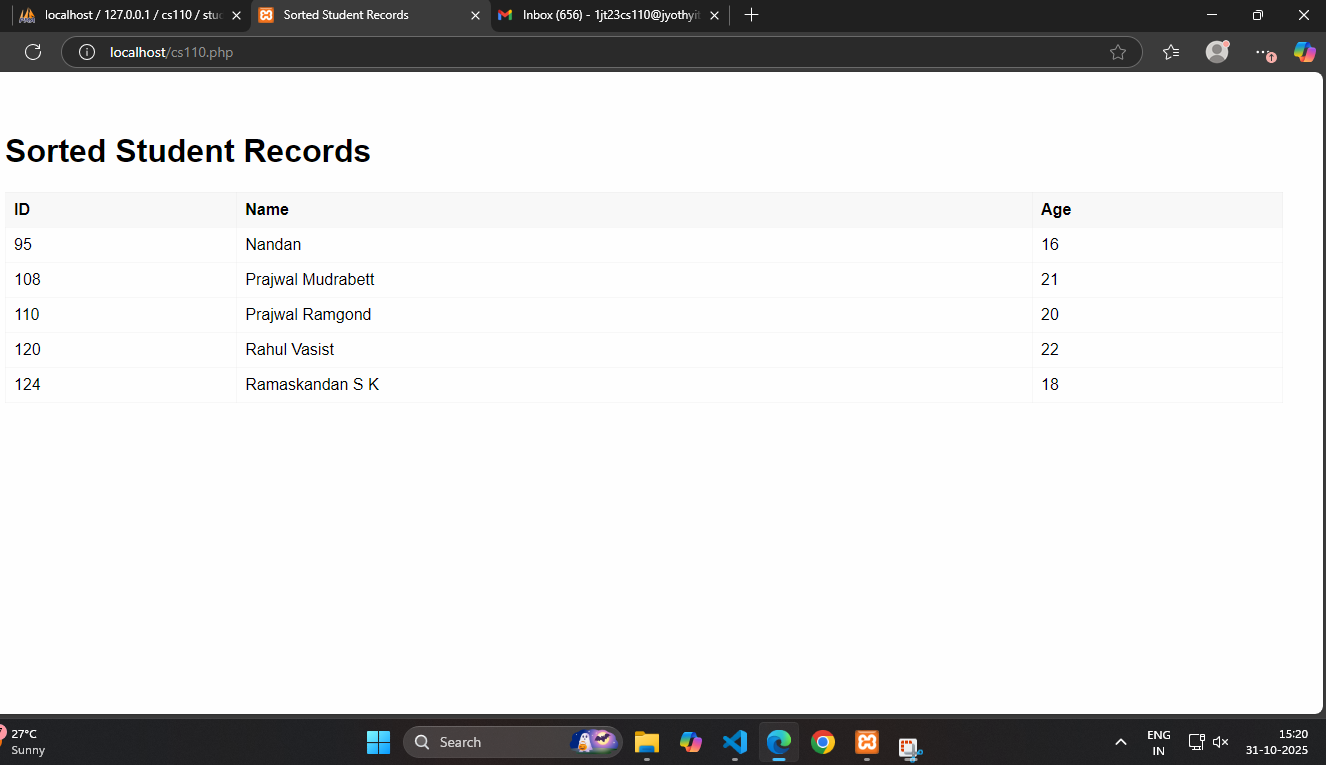 localhost / 127.0.0.1 / cs110 / stu
Sorted Student Records
Inbox (656) - 1jt23cs110@jyothyit
localhost/cs110.php
Sorted Student Records
ID Name Age
95 Nandan 16
108 Prajwal Mudrabett 21
110 Prajwal Ramgond 20
120 Rahul Vasist 22
124 Ramaskandan S K 18
27°C
Sunny
Search
ENG
IN
15:20
31-10-2025